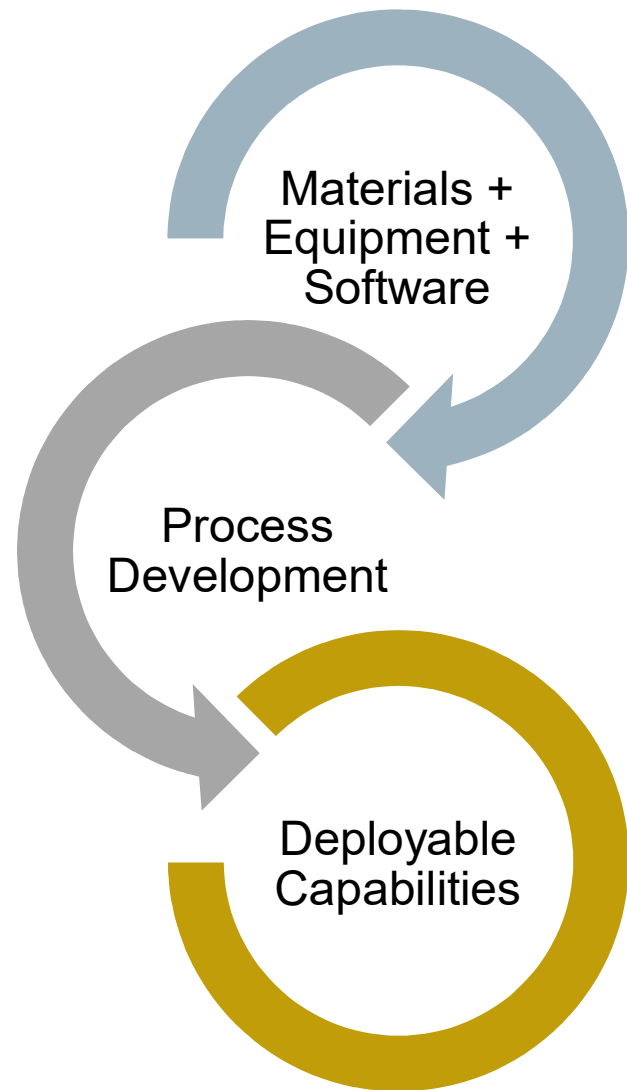 Materials +
Equipment +
Software
Process
Development
Deployable
Capabilities